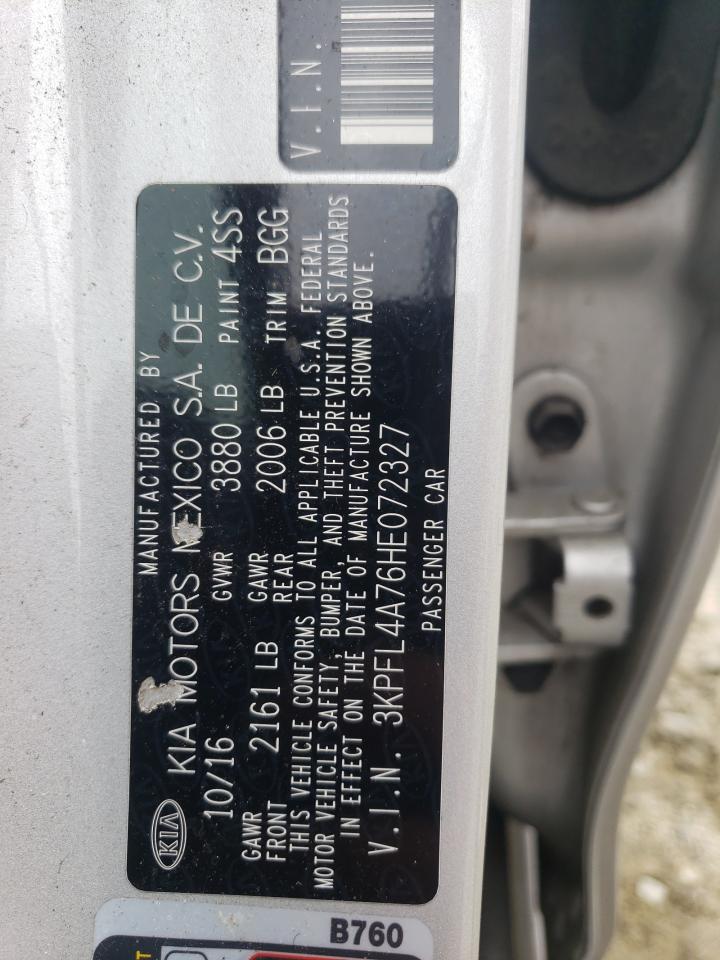 V.I.N.
MANUFACTURED BY
KIA KIA MOTORS MEXICO S.A. DE C.V.
10/16 GVWR 3880 LB PAINT 4SS
GAWR FRONT 2161 LB GAWR REAR 2006 LB TRIM BGG
THIS VEHICLE CONFORMS TO ALL APPLICABLE U.S.A. FEDERAL
MOTOR VEHICLE SAFETY, BUMPER, AND THEFT PREVENTION STANDARDS
IN EFFECT ON THE DATE OF MANUFACTURE SHOWN ABOVE.
V.I.N. 3KPFL4A76HE072327
PASSENGER CAR
B760